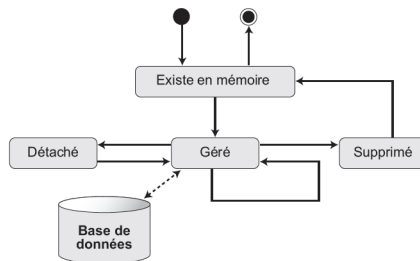 Existe en mémoire
Détaché
Géré
Supprimé
Base de
données